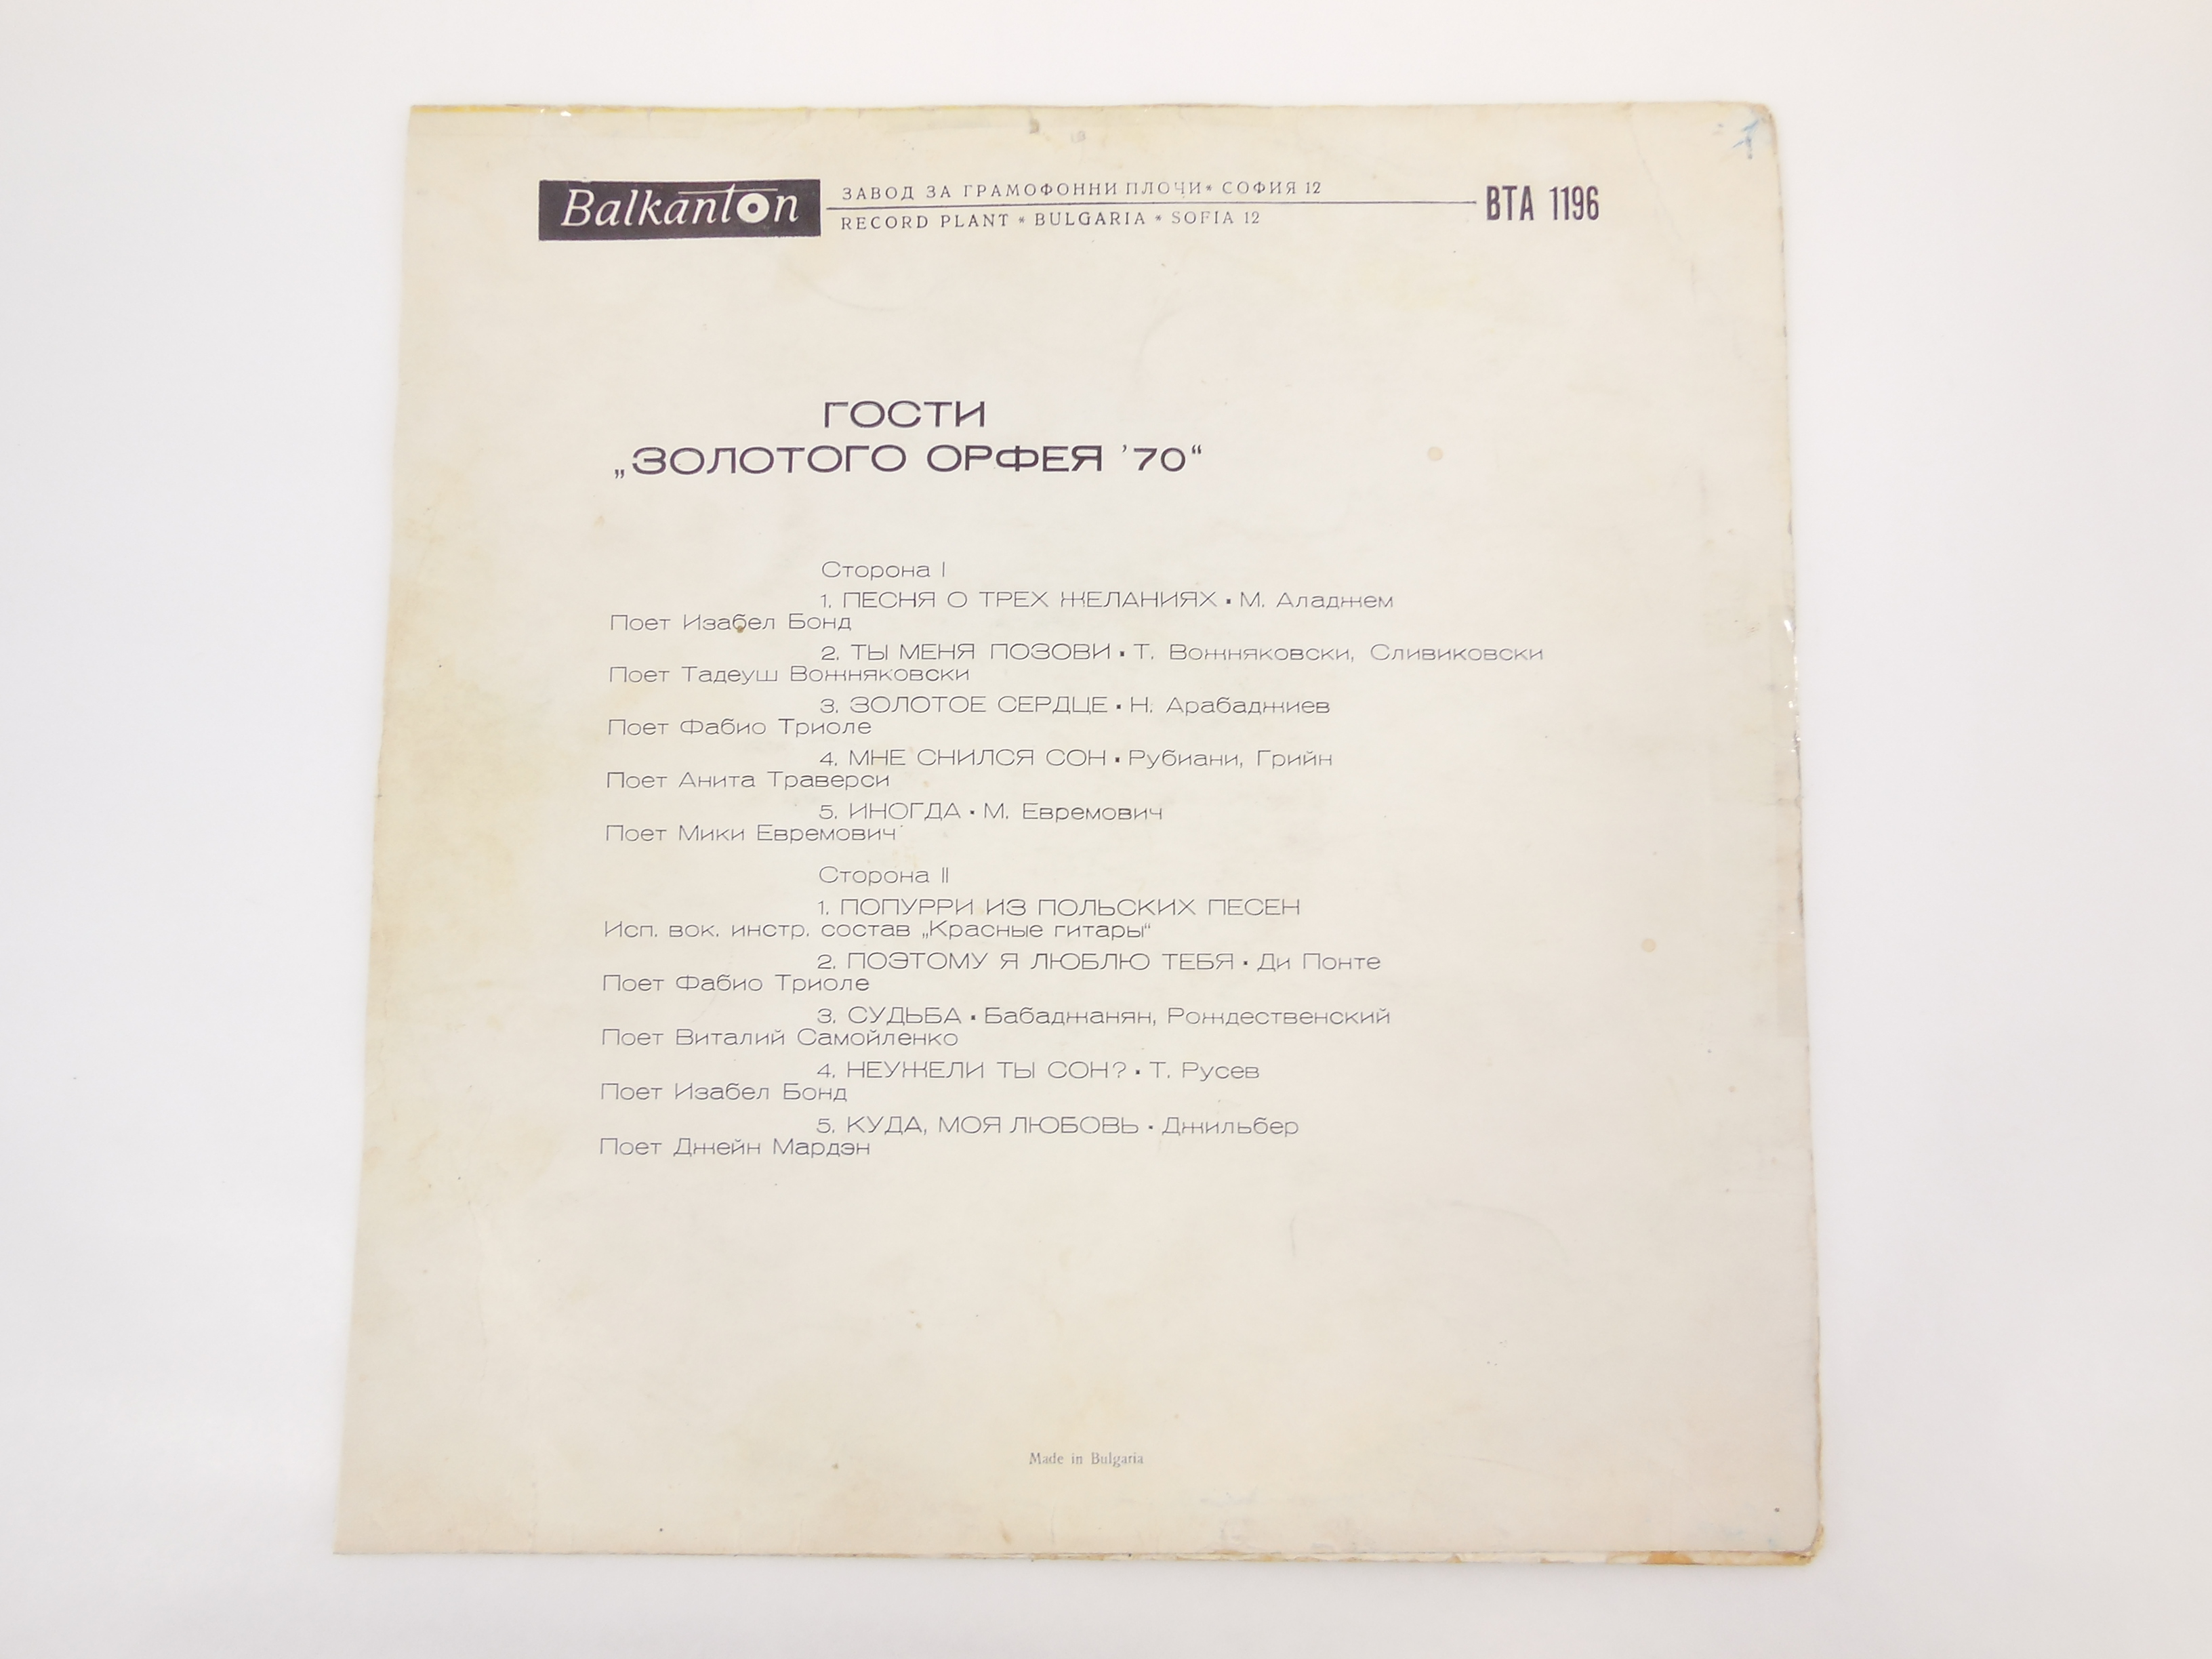 Balkanton
ЗАВОД ЗА ГРАМОФОННИ ПЛОЧИ * СОФИЯ 12
RECORD PLANT * BULGARIA * SOFIA 12
ВТА 1196
ГОСТИ
„ЗОЛОТОГО ОРФЕЯ ’70“
Сторона I
1. ПЕСНЯ О ТРЕХ ЖЕЛАНИЯХ ▪ М. Аладжем
Поет Изабел Бонд
2. ТЫ МЕНЯ ПОЗОВИ ▪ Т. Вожняковски, Сливиковски
Поет Тадеуш Вожняковски
3. ЗОЛОТОЕ СЕРДЦЕ ▪ Н. Арабаджиев
Поет Фабио Триоле
4. МНЕ СНИЛСЯ СОН ▪ Рубиани, Грийн
Поет Анита Траверси
5. ИНОГДА ▪ М. Евремович
Поет Мики Евремович
Сторона II
1. ПОПУРРИ ИЗ ПОЛЬСКИХ ПЕСЕН
Исп. вок. инстр. состав „Красные гитары“
2. ПОЭТОМУ Я ЛЮБЛЮ ТЕБЯ ▪ Ди Понте
Поет Фабио Триоле
3. СУДЬБА ▪ Бабаджанян, Рождественский
Поет Виталий Самойленко
4. НЕУЖЕЛИ ТЫ СОН? ▪ Т. Русев
Поет Изабел Бонд
5. КУДА, МОЯ ЛЮБОВЬ ▪ Джильбер
Поет Джейн Мардэн
Made in Bulgaria